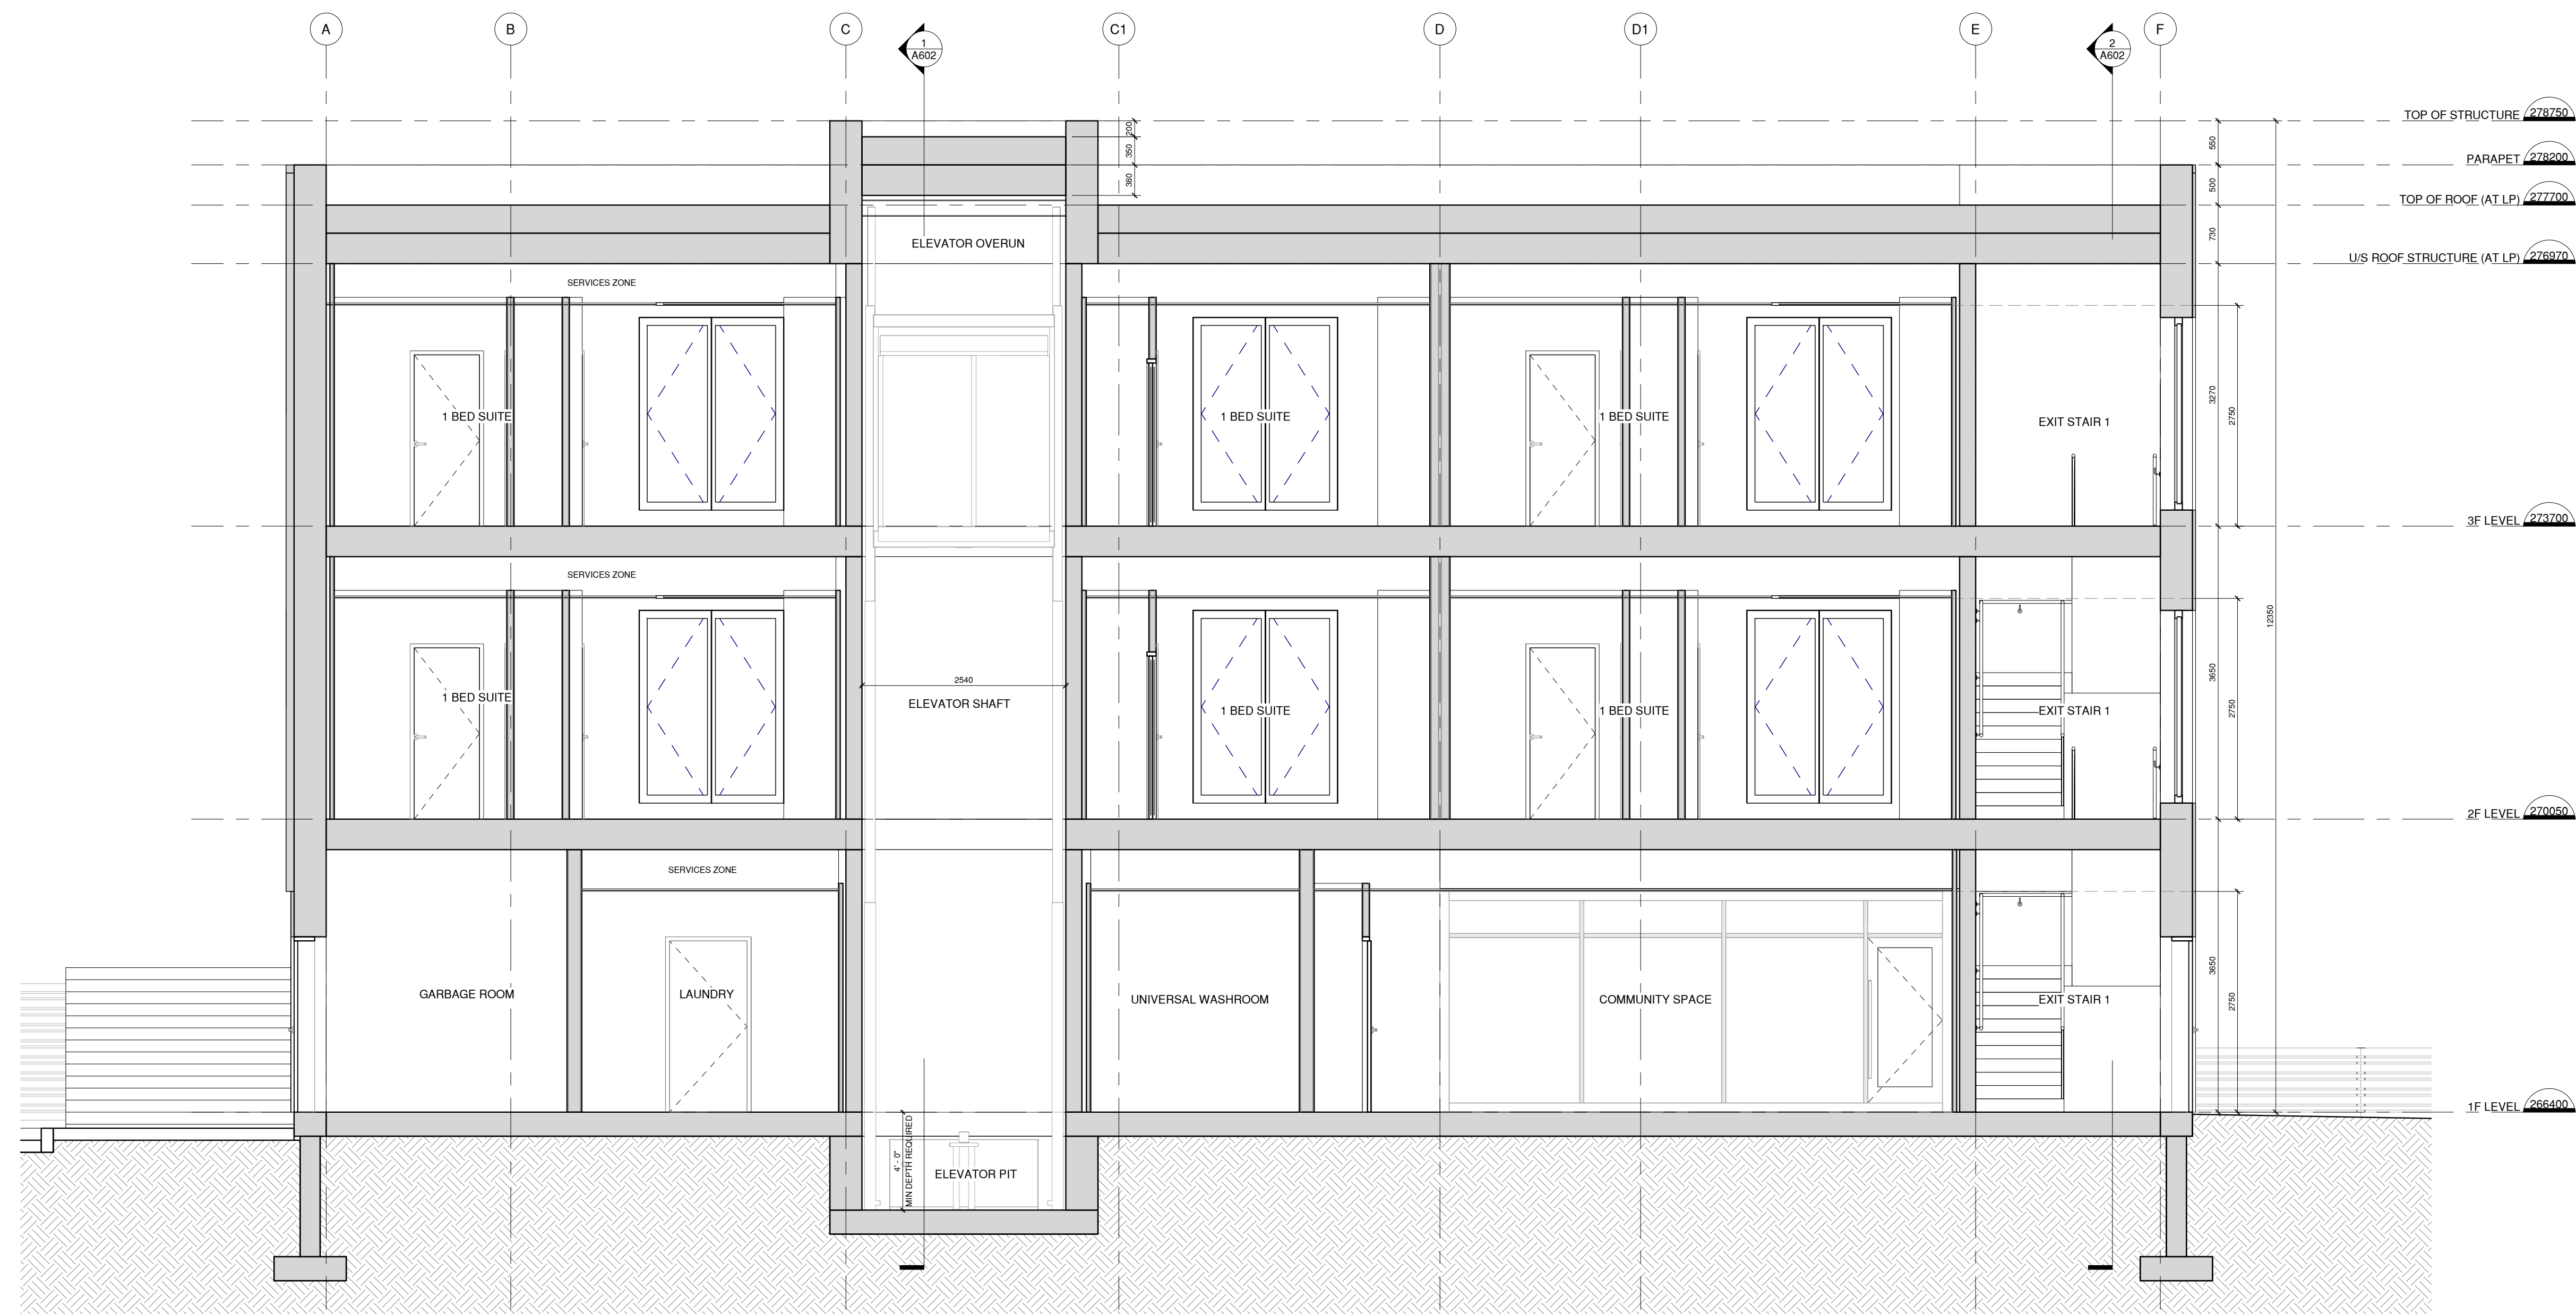 A
B
C
C1
D
D1
E
F
1
A602
2
A602
TOP OF STRUCTURE 278750
PARAPET 278200
TOP OF ROOF (AT LP) 277700
U/S ROOF STRUCTURE (AT LP) 276970
200
350
380
550
500
730
ELEVATOR OVERUN
SERVICES ZONE
1 BED SUITE
1 BED SUITE
1 BED SUITE
EXIT STAIR 1
3270
2750
3F LEVEL 273700
SERVICES ZONE
12350
2540
1 BED SUITE
ELEVATOR SHAFT
1 BED SUITE
1 BED SUITE
EXIT STAIR 1
3650
2750
2F LEVEL 270050
SERVICES ZONE
GARBAGE ROOM
LAUNDRY
UNIVERSAL WASHROOM
COMMUNITY SPACE
EXIT STAIR 1
3650
2750
1F LEVEL 266400
4' - 0"
MIN DEPTH REQUIRED
ELEVATOR PIT